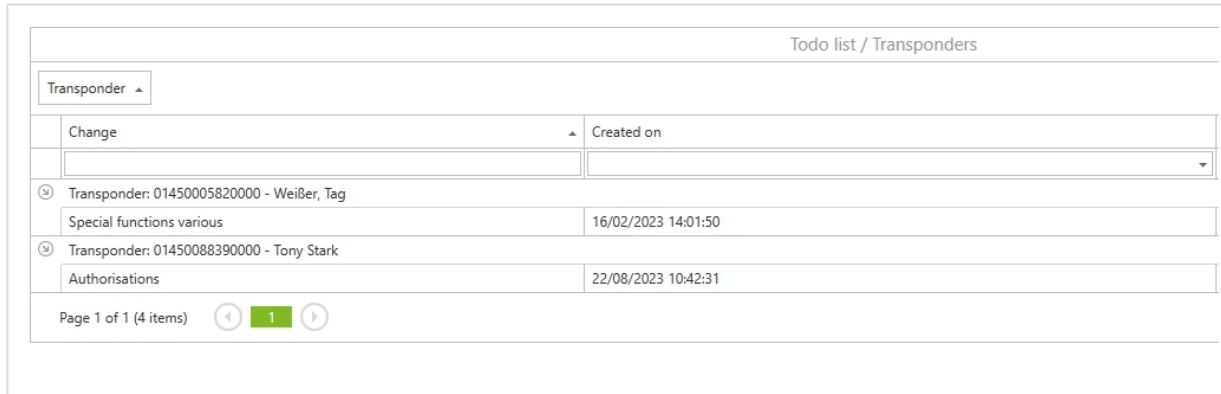 Todo list / Transponders
Transponder
Change Created on
Transponder: 01450005820000 - Weißer, Tag
Special functions various 16/02/2023 14:01:50
Transponder: 01450088390000 - Tony Stark
Authorisations 22/08/2023 10:42:31
Page 1 of 1 (4 items) 1